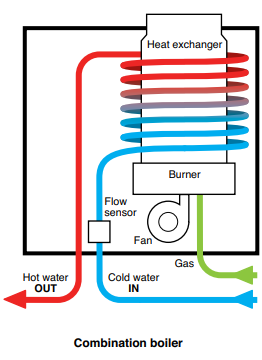 Heat exchanger
Burner
Flow
sensor
Fan
Gas
Hot water
OUT
Cold water
IN
Combination boiler